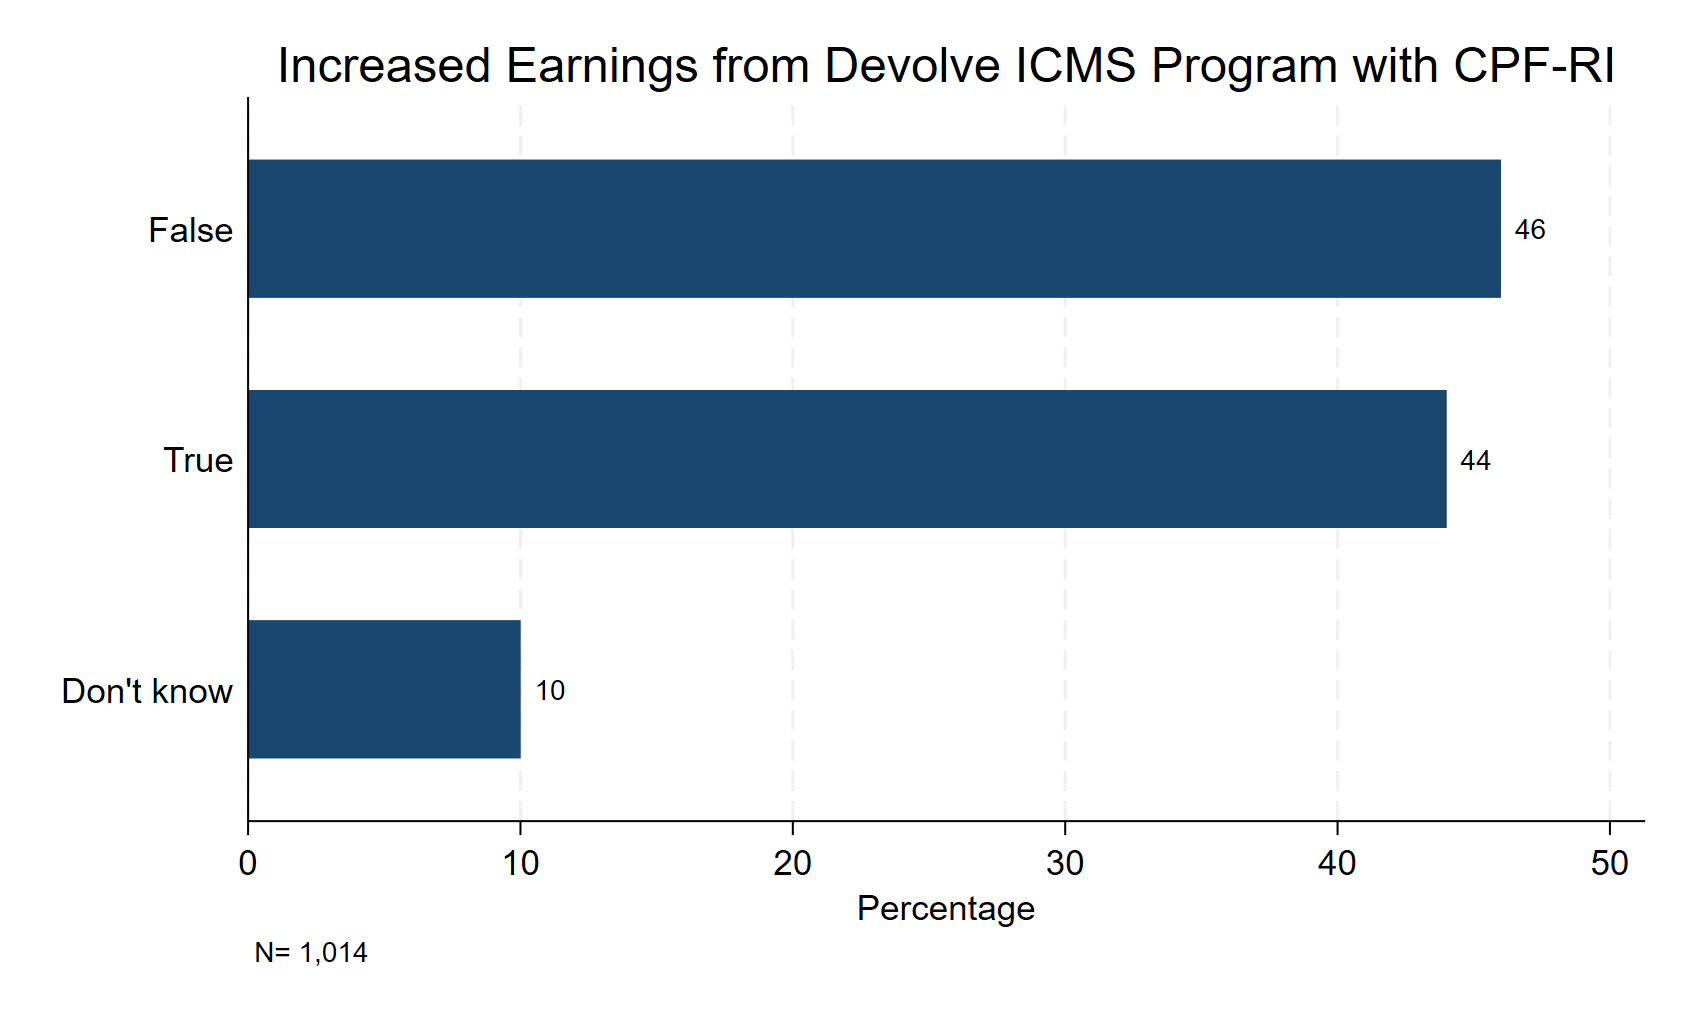 Increased Earnings from Devolve ICMS Program with CPF-RI
False
46
True
44
Don't know
10
0 10 20 30 40 50
Percentage
N= 1,014